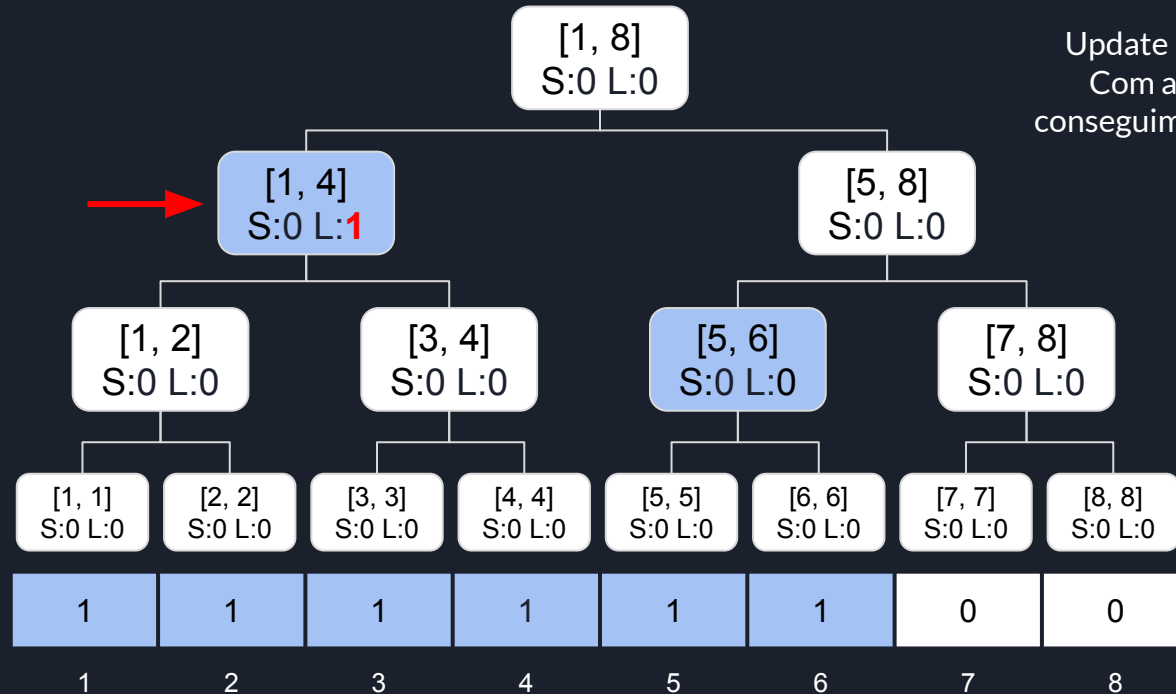 [1, 8]
S:0 L:0
Update
Com a
[1, 4]
S:0 L:1
[5, 8]
S:0 L:0
[1, 2]
S:0 L:0
[3, 4]
S:0 L:0
[5, 6]
S:0 L:0
[7, 8]
S:0 L:0
[1, 1]
S:0 L:0
[2, 2]
S:0 L:0
[3, 3]
S:0 L:0
[4, 4]
S:0 L:0
[5, 5]
S:0 L:0
[6, 6]
S:0 L:0
[7, 7]
S:0 L:0
[8, 8]
S:0 L:0
1 1 1 1 1 1 0 0
1 2 3 4 5 6 7 8